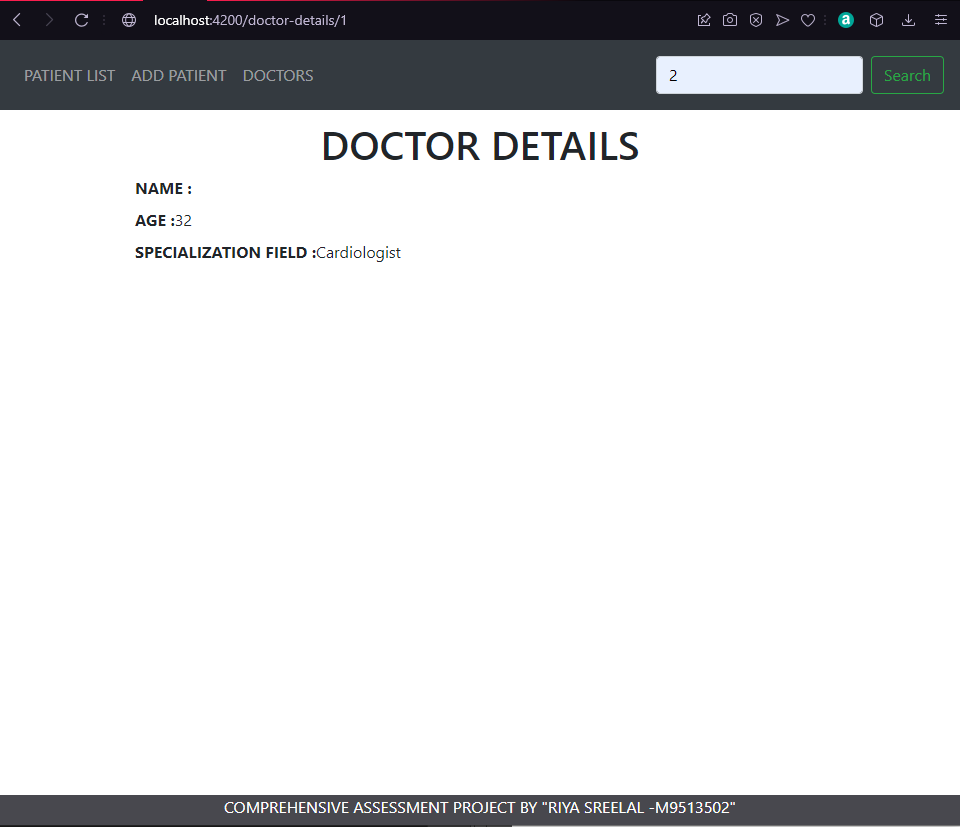 localhost:4200/doctor-details/1
a
PATIENT LIST ADD PATIENT DOCTORS 2 Search
DOCTOR DETAILS
NAME :
AGE :32
SPECIALIZATION FIELD :Cardiologist
COMPREHENSIVE ASSESSMENT PROJECT BY "RIYA SREELAL -M9513502"